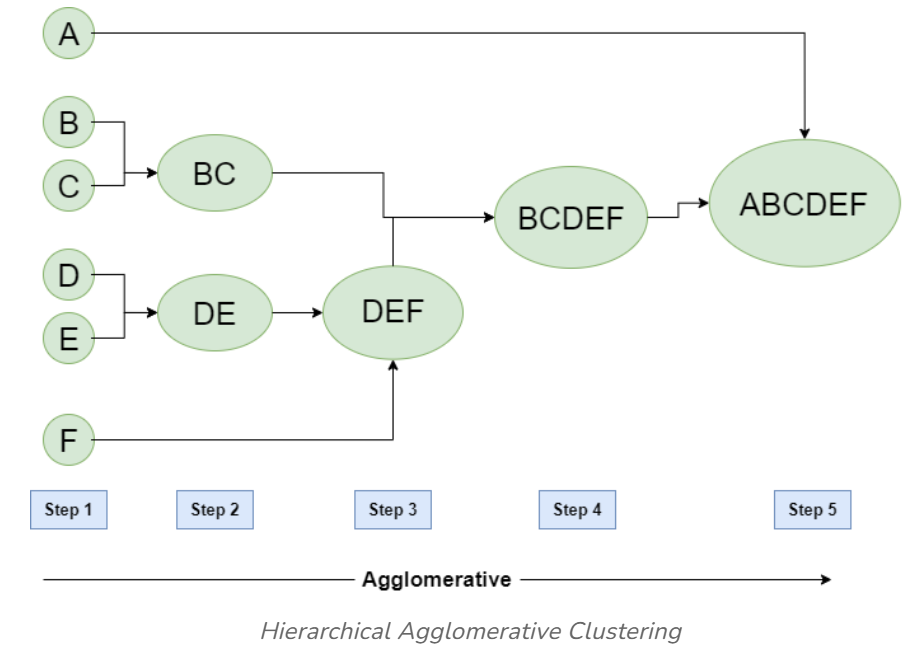 A
B
C
BC
D
E
DE
DEF
F
BCDEF
ABCDEF
Step 1
Step 2
Step 3
Step 4
Step 5
Agglomerative
Hierarchical Agglomerative Clustering